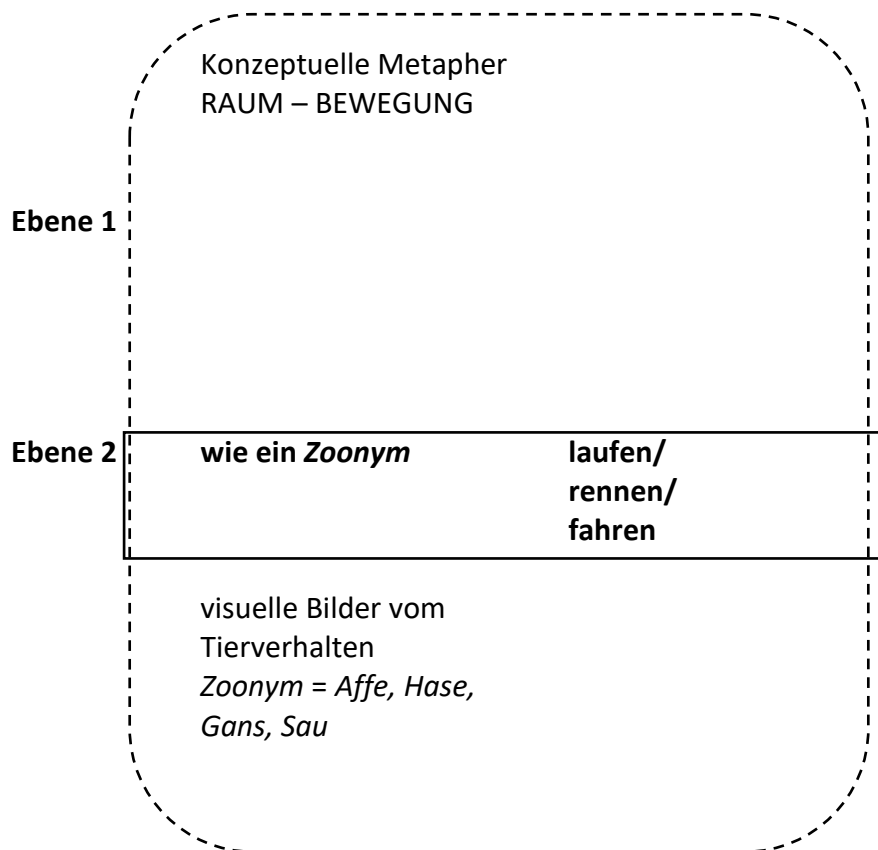 Konzeptuelle Metapher
RAUM – BEWEGUNG
Ebene 1
Ebene 2 wie ein Zoonym laufen/
rennen/
fahren
visuelle Bilder vom
Tierverhalten
Zoonym = Affe, Hase,
Gans, Sau